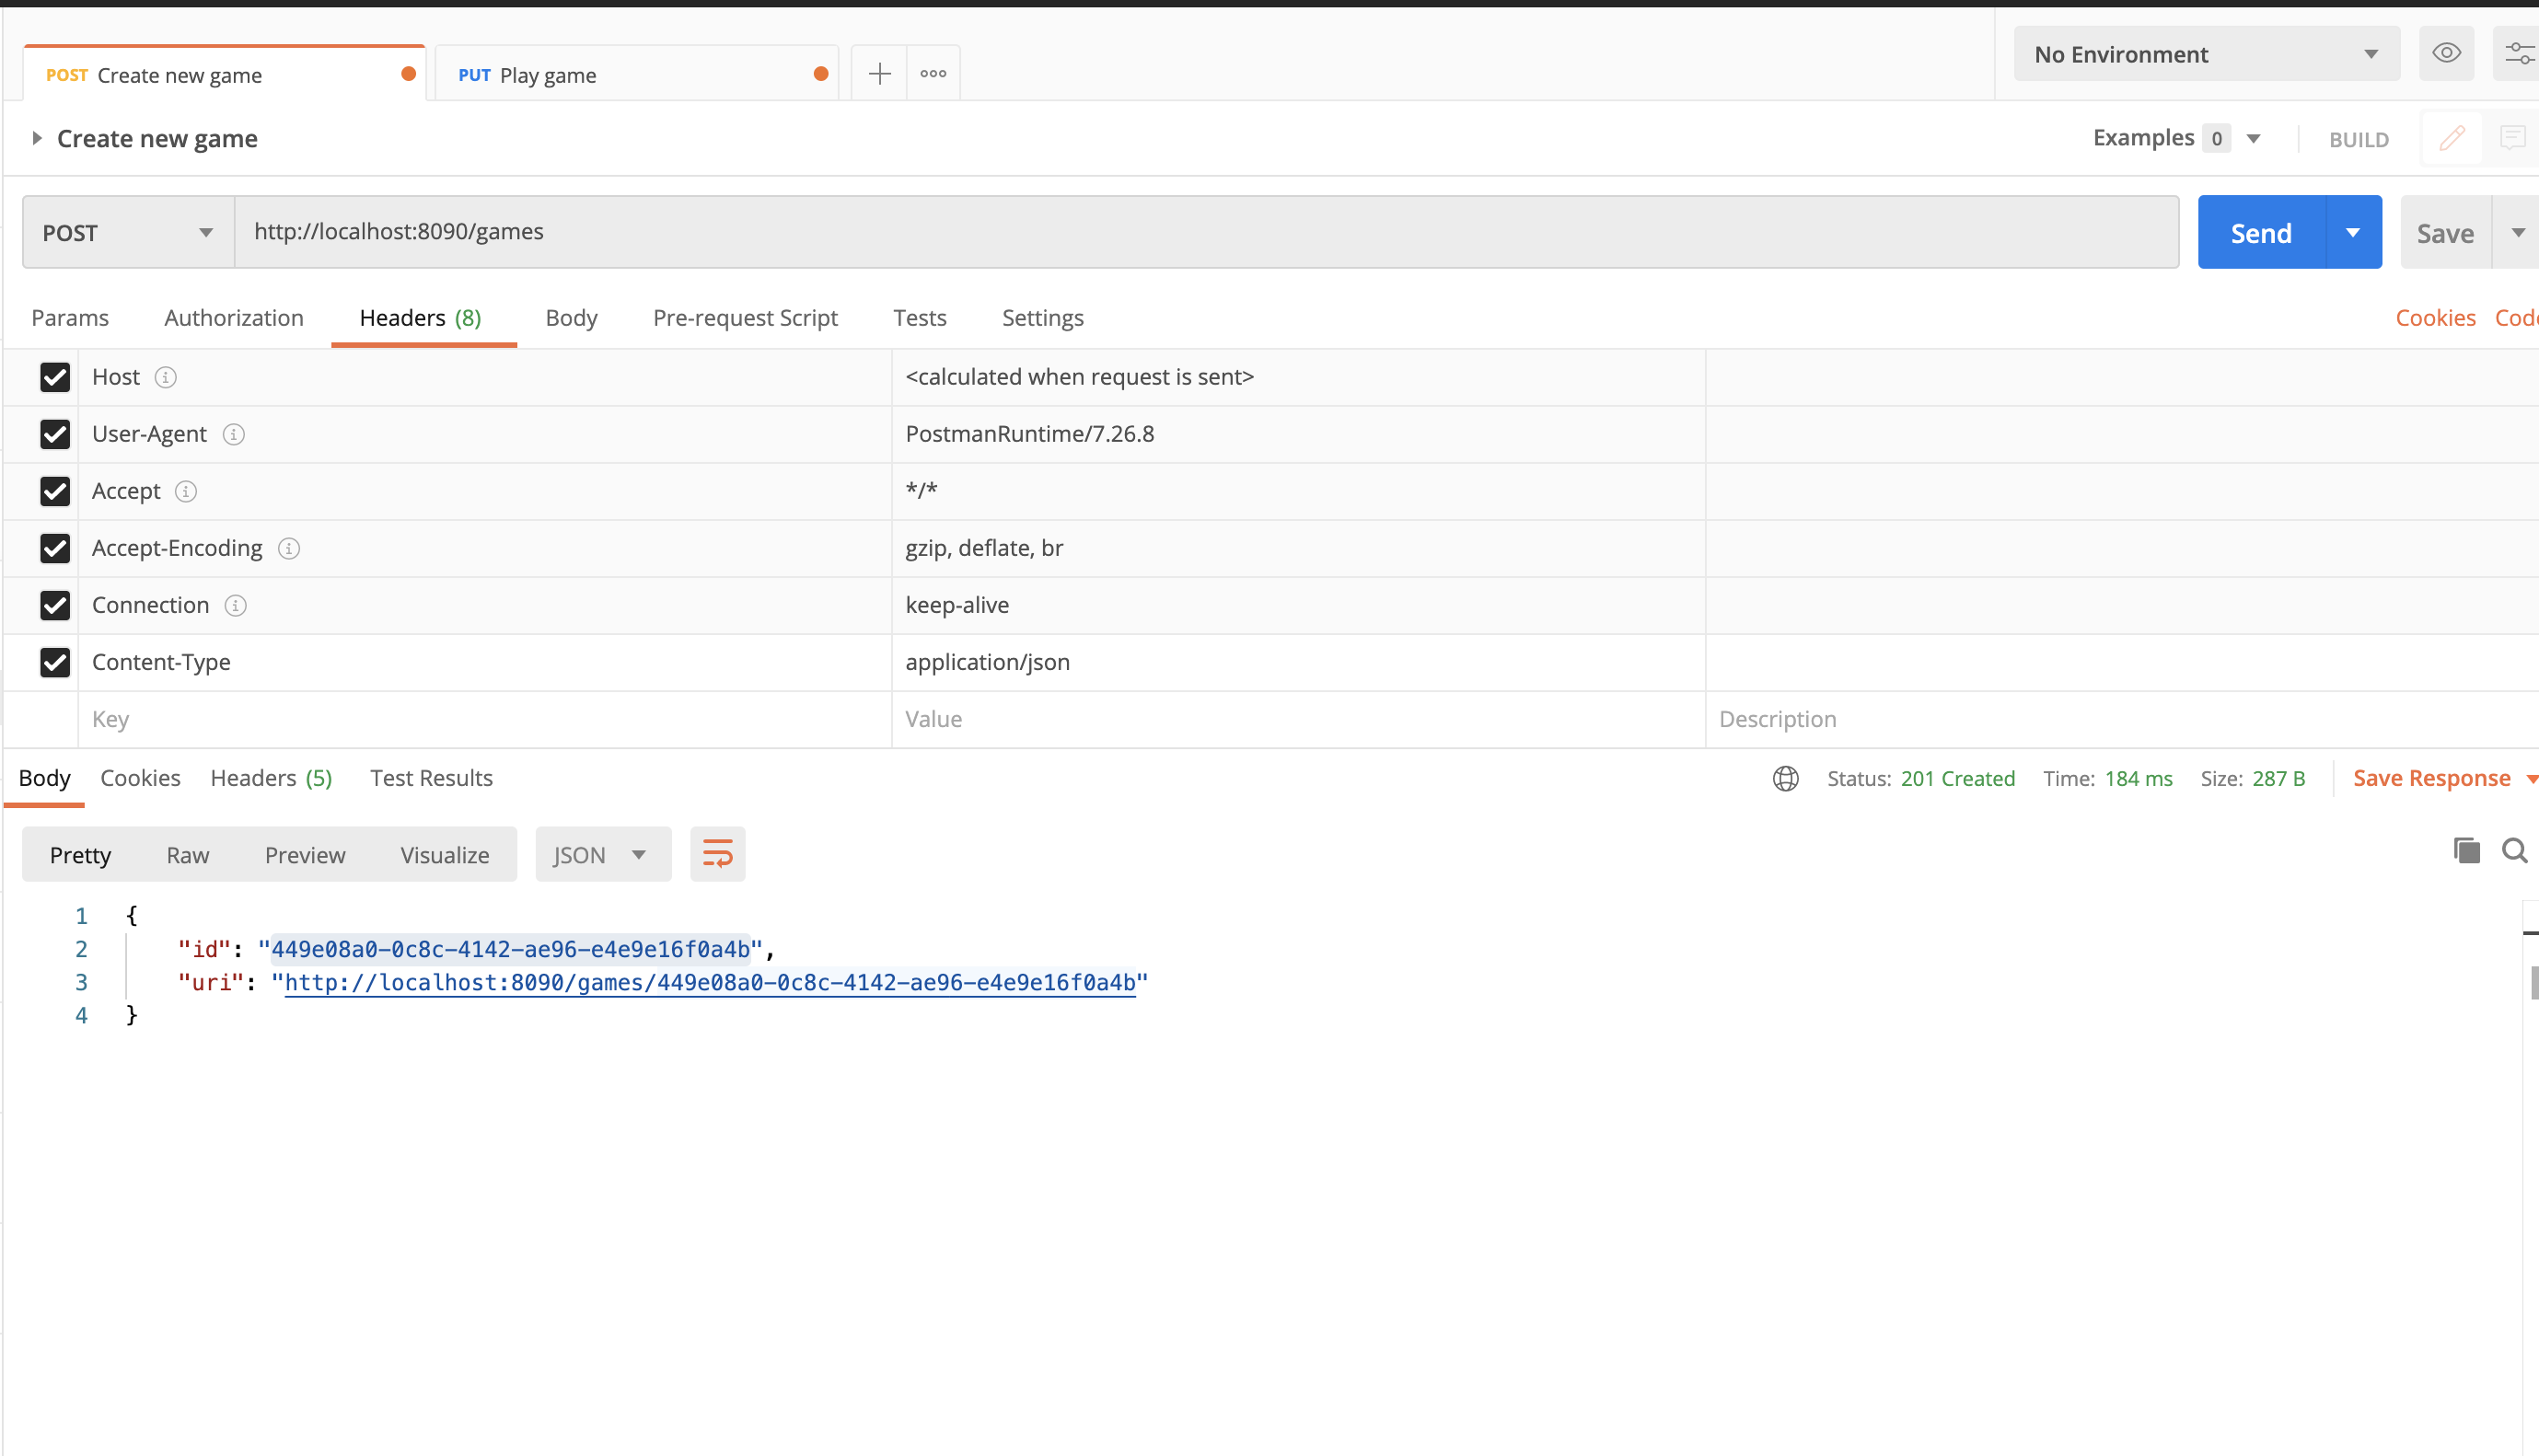 POST Create new game PUT Play game No Environment
Create new game Examples 0 BUILD
POST http://localhost:8090/games Send Save
Params Authorization Headers (8) Body Pre-request Script Tests Settings Cookies Code
Host <calculated when request is sent>
User-Agent PostmanRuntime/7.26.8
Accept */*
Accept-Encoding gzip, deflate, br
Connection keep-alive
Content-Type application/json
Key Value Description
Body Cookies Headers (5) Test Results Status: 201 Created Time: 184 ms Size: 287 B Save Response
Pretty Raw Preview Visualize JSON
1 {
2 "id": "449e08a0-0c8c-4142-ae96-e4e9e16f0a4b",
3 "uri": "http://localhost:8090/games/449e08a0-0c8c-4142-ae96-e4e9e16f0a4b"
4 }